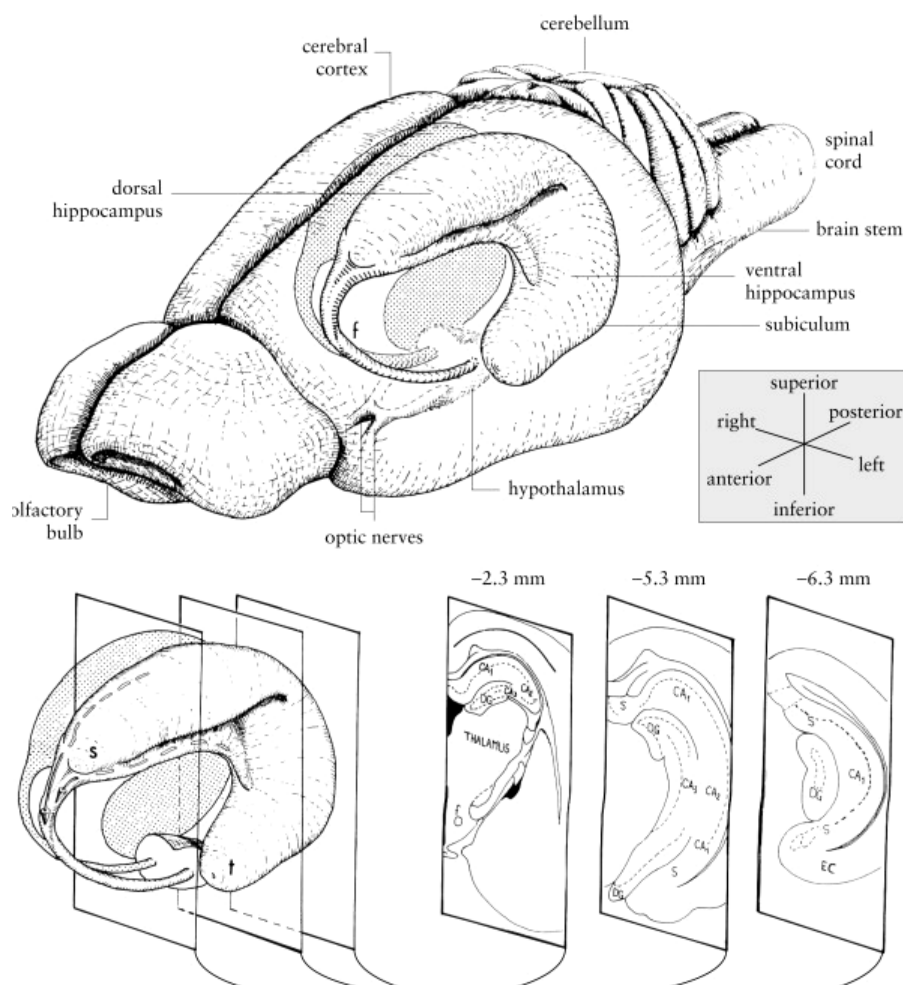 cerebellum
cerebral
cortex
spinal
cord
dorsal
hippocampus
brain stem
ventral
hippocampus
f
subiculum
superior
posterior
right
anterior
left
inferior
hypothalamus
olfactory
bulb
optic nerves
−2.3 mm
−5.3 mm
−6.3 mm
s
t
CA1
DG
THALAMUS
f
S
CA1
DG
CA3
CA2
CA1
S
DG
S
CA1
DG
S
EC